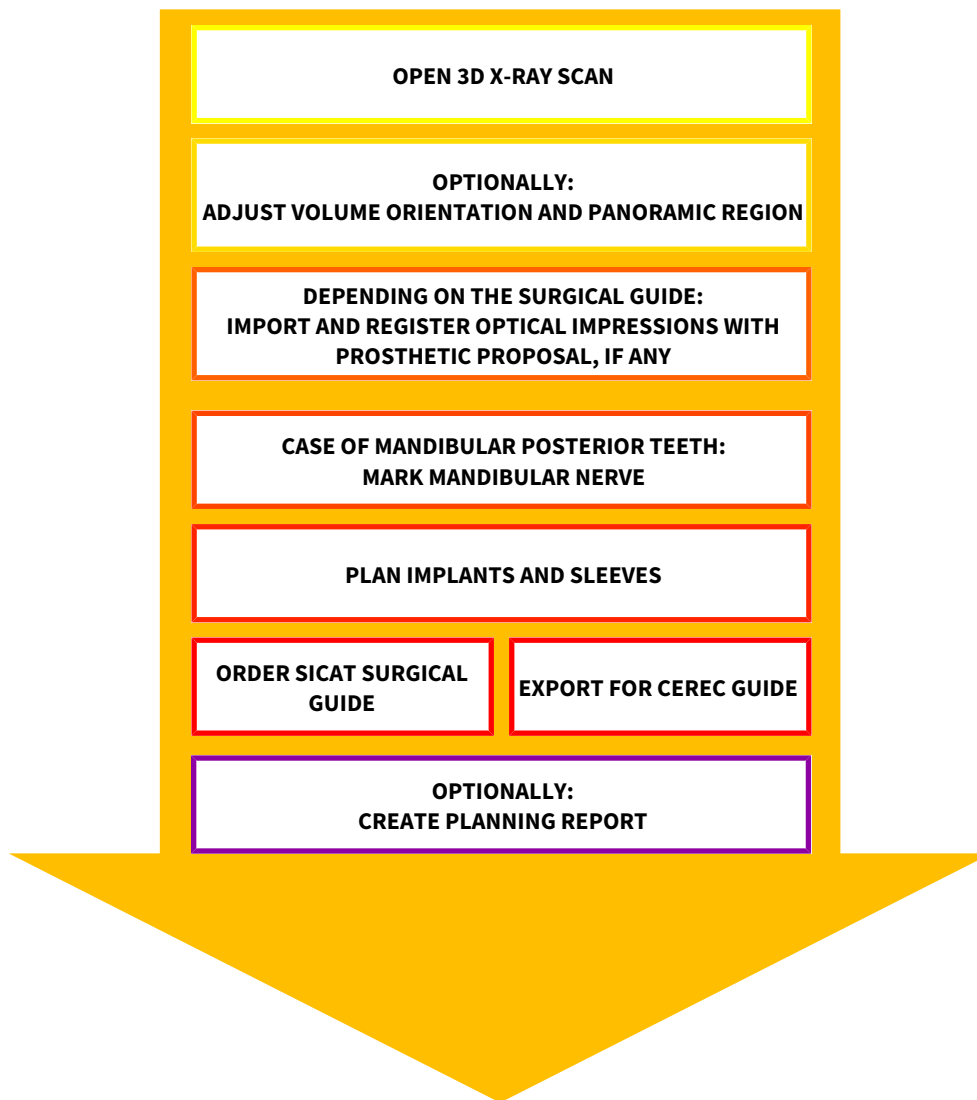 OPEN 3D X-RAY SCAN
OPTIONALLY:
ADJUST VOLUME ORIENTATION AND PANORAMIC REGION
DEPENDING ON THE SURGICAL GUIDE:
IMPORT AND REGISTER OPTICAL IMPRESSIONS WITH
PROSTHETIC PROPOSAL, IF ANY
CASE OF MANDIBULAR POSTERIOR TEETH:
MARK MANDIBULAR NERVE
PLAN IMPLANTS AND SLEEVES
ORDER SICAT SURGICAL
GUIDE
EXPORT FOR CEREC GUIDE
OPTIONALLY:
CREATE PLANNING REPORT